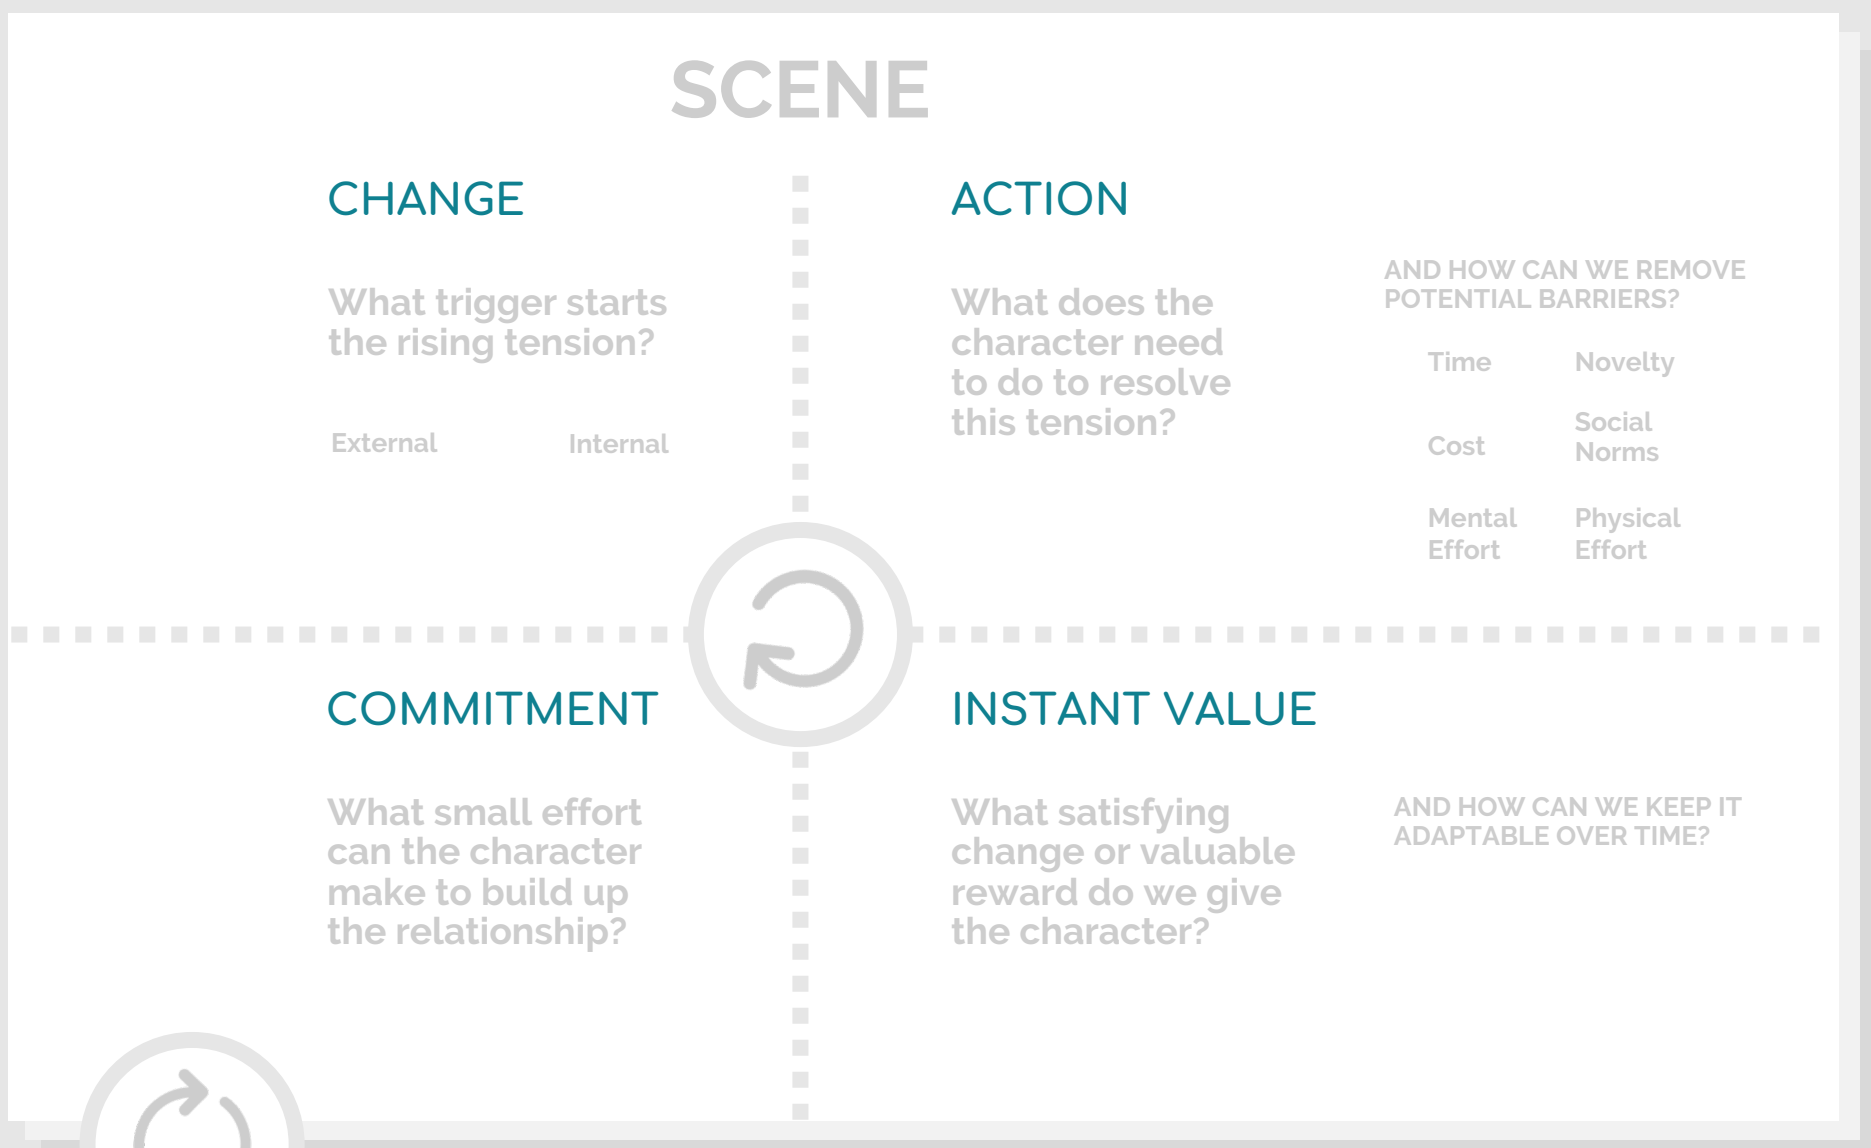 SCENE
CHANGE
What trigger starts
the rising tension?
External
Internal
ACTION
What does the
character need
to do to resolve
this tension?
AND HOW CAN WE REMOVE
POTENTIAL BARRIERS?
Time
Novelty
Cost
Social
Norms
Mental
Effort
Physical
Effort
COMMITMENT
What small effort
can the character
make to build up
the relationship?
INSTANT VALUE
What satisfying
change or valuable
reward do we give
the character?
AND HOW CAN WE KEEP IT
ADAPTABLE OVER TIME?